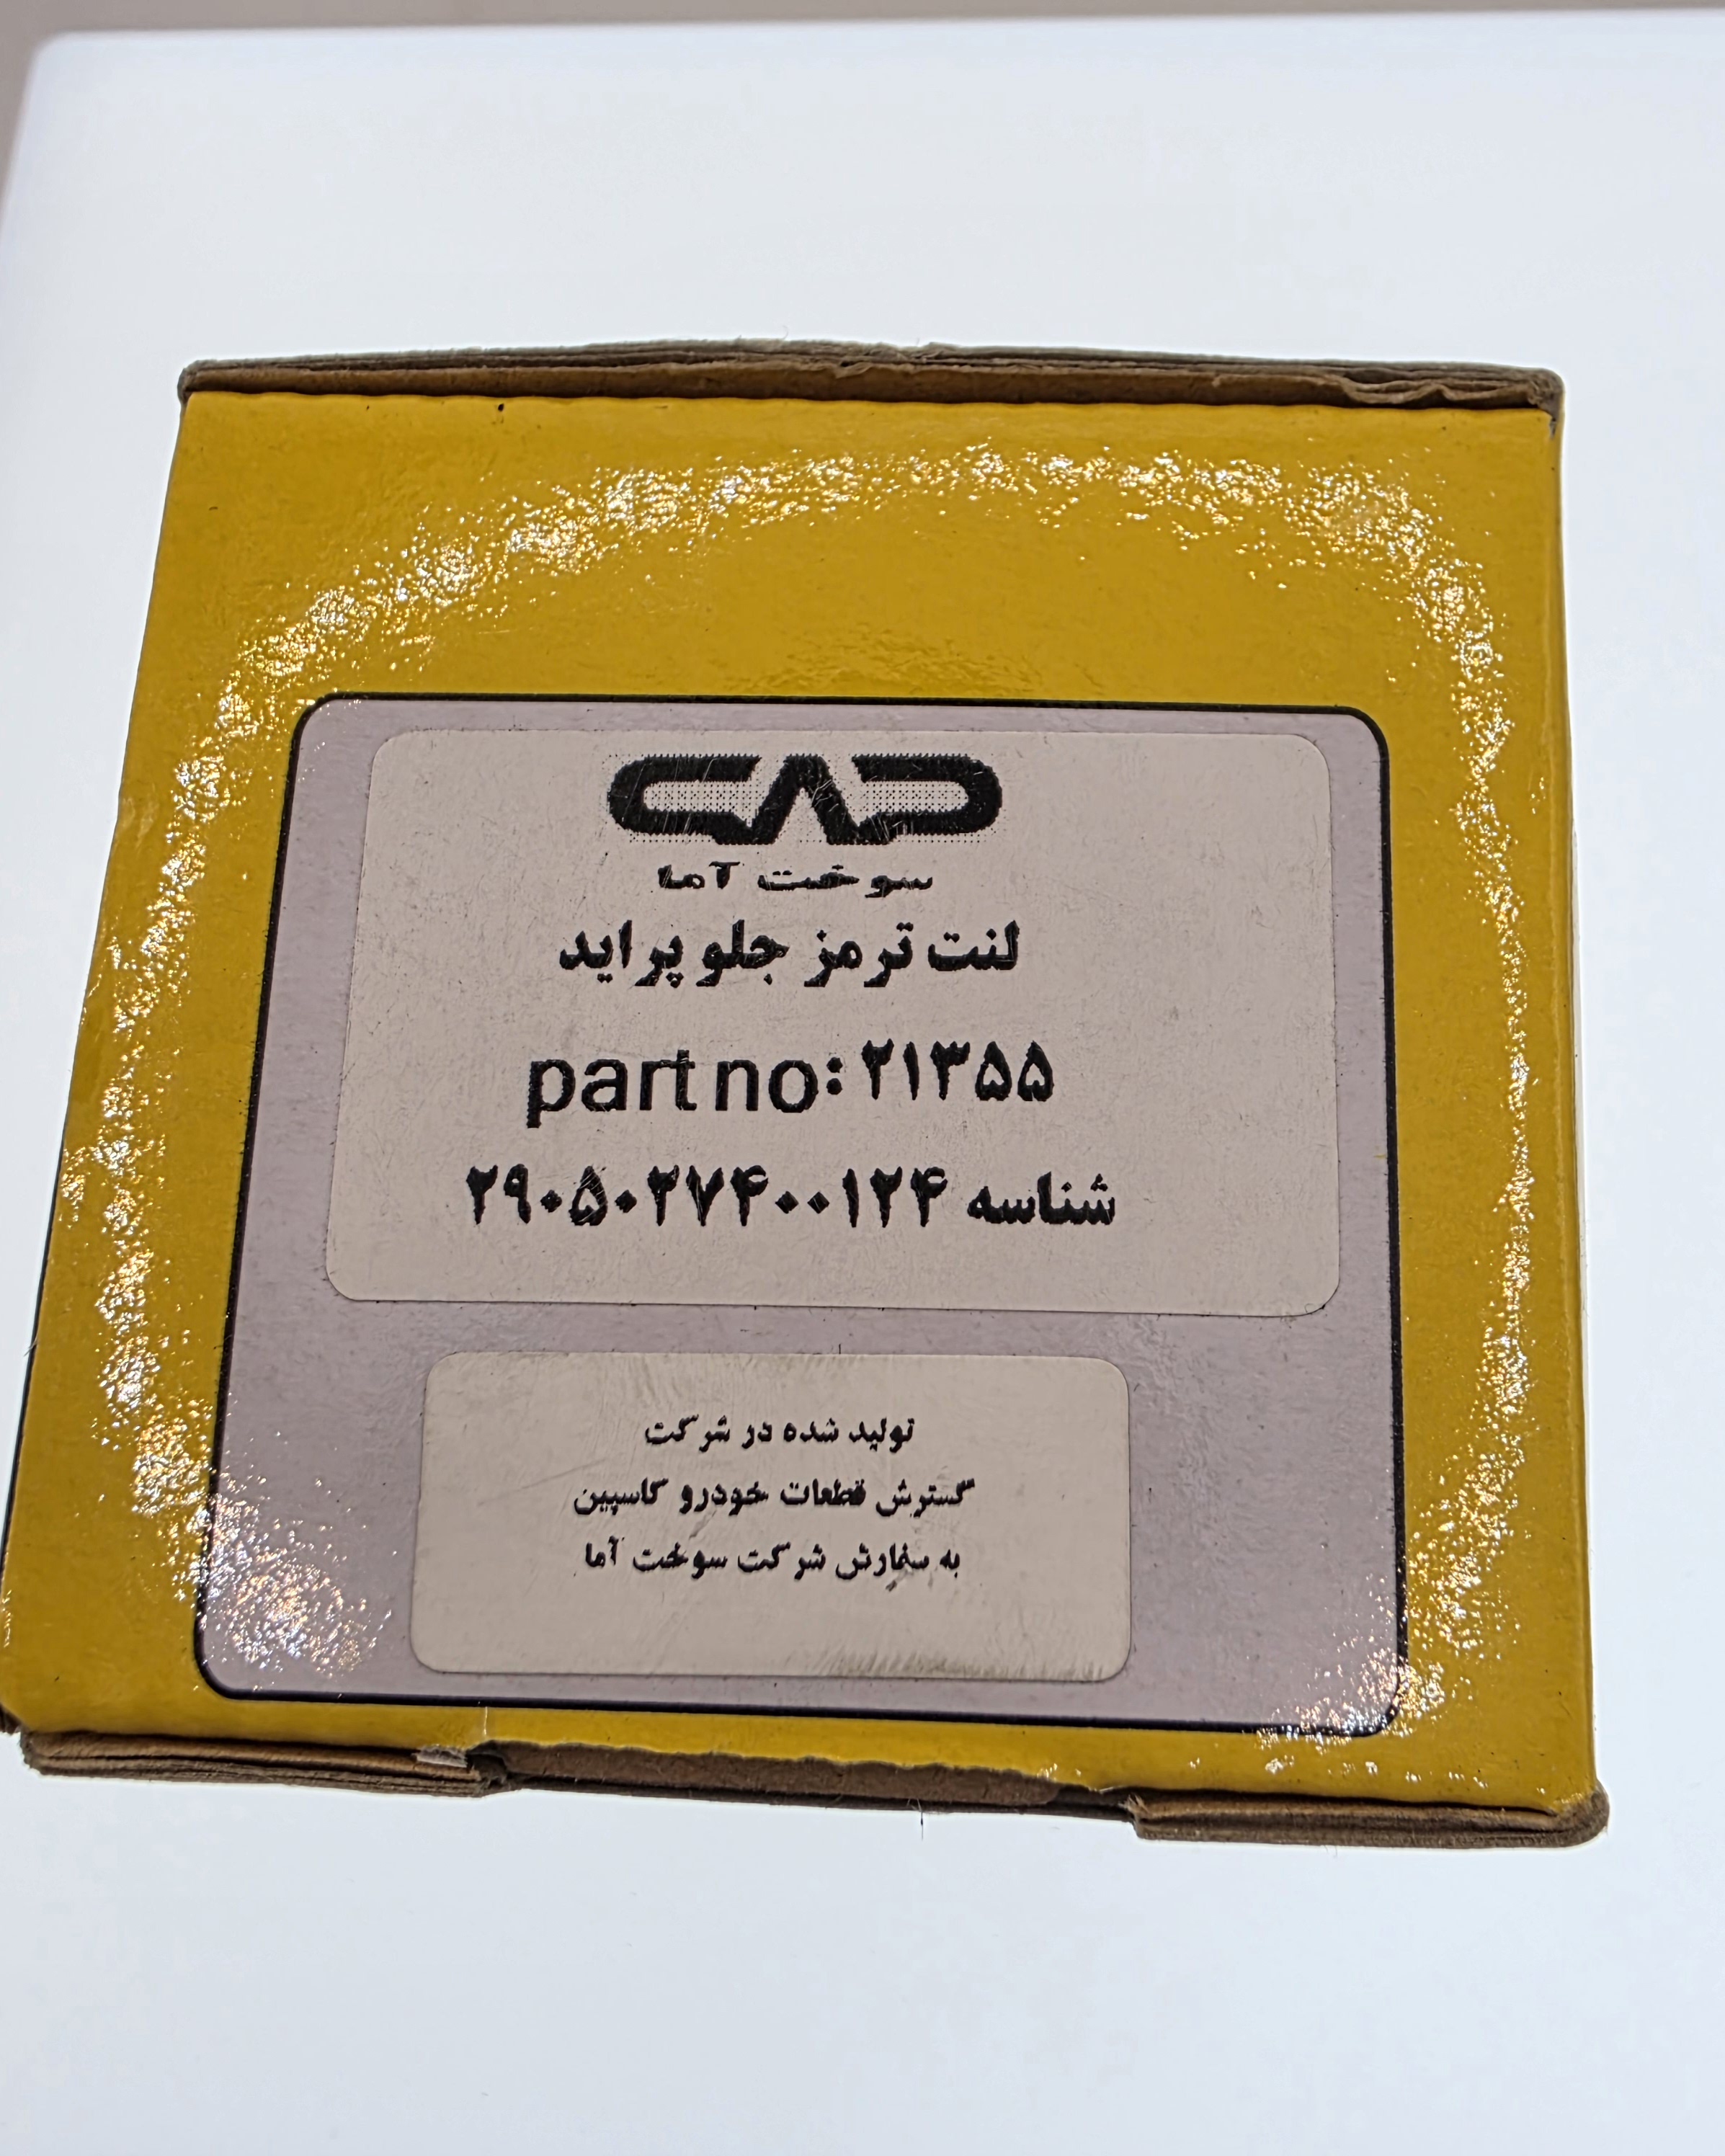 سوخت آما
لنت ترمز جلو پراید
part no: ۲۱۳۵۵
شناسه ۲۹۰۵۰۲۷۴۰۰۱۲۴
تولید شده در شرکت
گسترش قطعات خودرو کاسپین
به سفارش شرکت سوخت آما